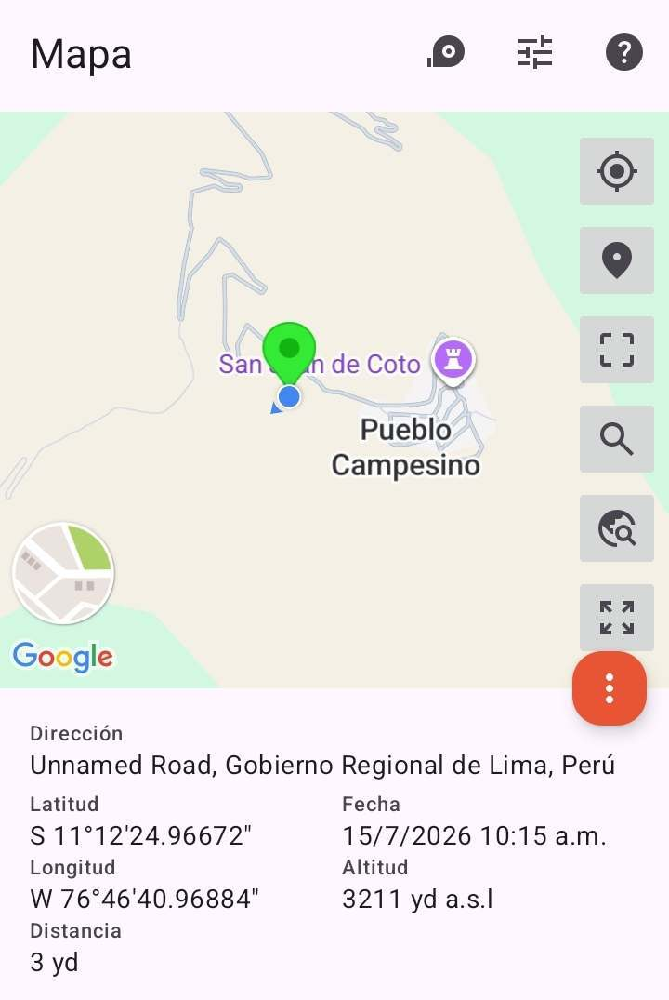 Mapa
San Juan de Coto
Pueblo
Campesino
Google
Dirección
Unnamed Road, Gobierno Regional de Lima, Perú
Latitud
S 11°12'24.96672"
Fecha
15/7/2026 10:15 a.m.
Longitud
W 76°46'40.96884"
Altitud
3211 yd a.s.l
Distancia
3 yd